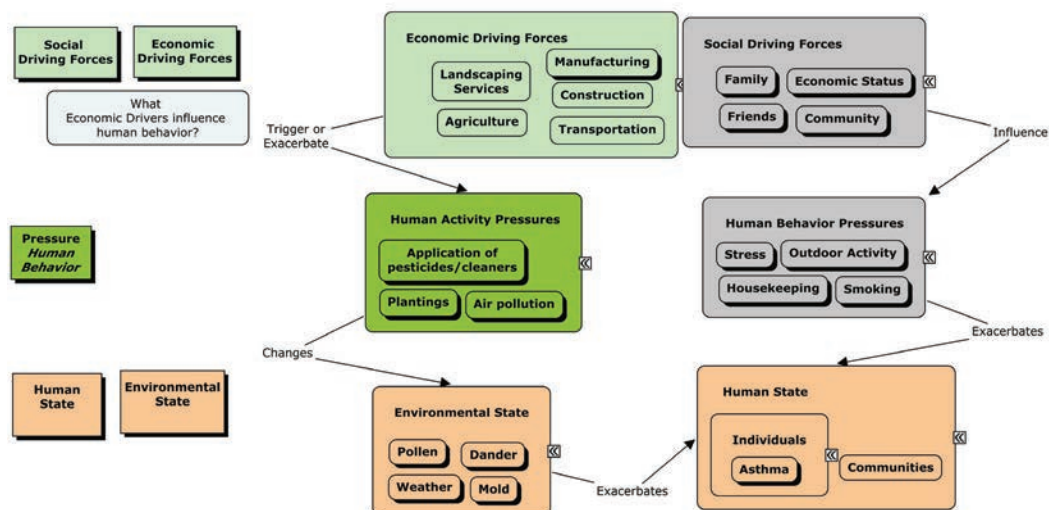 Social
Driving Forces
Economic
Driving Forces
What
Economic Drivers influence
human behavior?
Economic Driving Forces
Landscaping
Services
Manufacturing
Construction
Agriculture
Transportation
Social Driving Forces
Family
Economic Status
Friends
Community
Trigger or
Exacerbate
Influence
Pressure
Human
Behavior
Human Activity Pressures
Application of
pesticides/cleaners
Plantings
Air pollution
Human Behavior Pressures
Stress
Outdoor Activity
Housekeeping
Smoking
Changes
Exacerbates
Human
State
Environmental
State
Environmental State
Pollen
Dander
Weather
Mold
Exacerbates
Human State
Individuals
Asthma
Communities